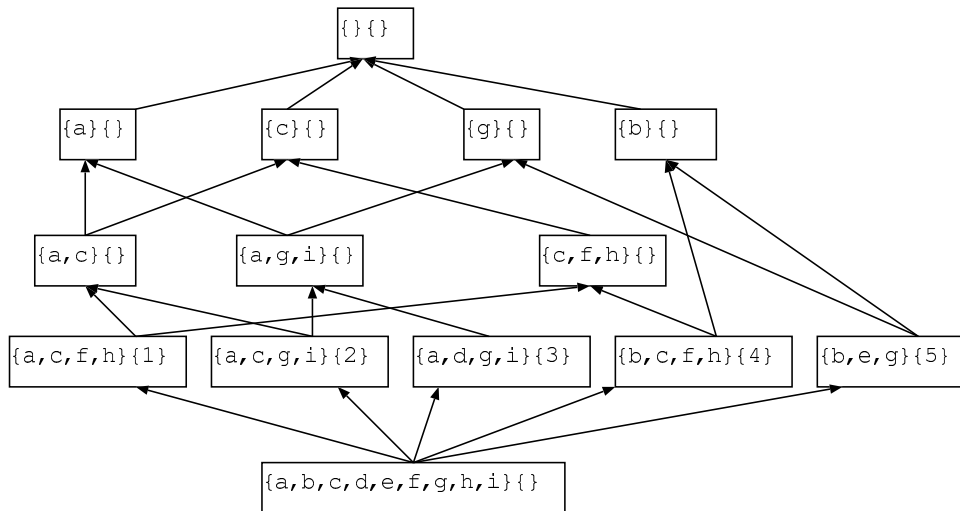 {}{}
{a}{}
{c}{}
{g}{}
{b}{}
{a,c}{}
{a,g,i}{}
{c,f,h}{}
{a,c,f,h}{1}
{a,c,g,i}{2}
{a,d,g,i}{3}
{b,c,f,h}{4}
{b,e,g}{5}
{a,b,c,d,e,f,g,h,i}{}